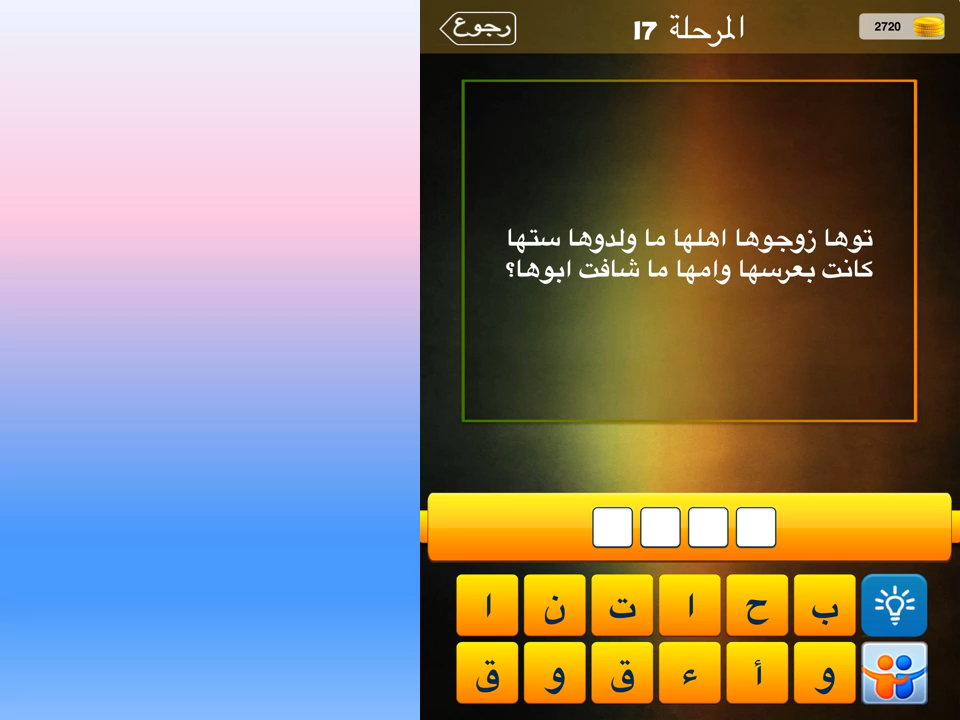 رجوع المرحلة 17 2720
توها زوجوها اهلها ما ولدوها ستها
كانت بعرسها وامها ما شافت ابوها؟
ب ح ا ت ن ا
و أ ء ق و ق